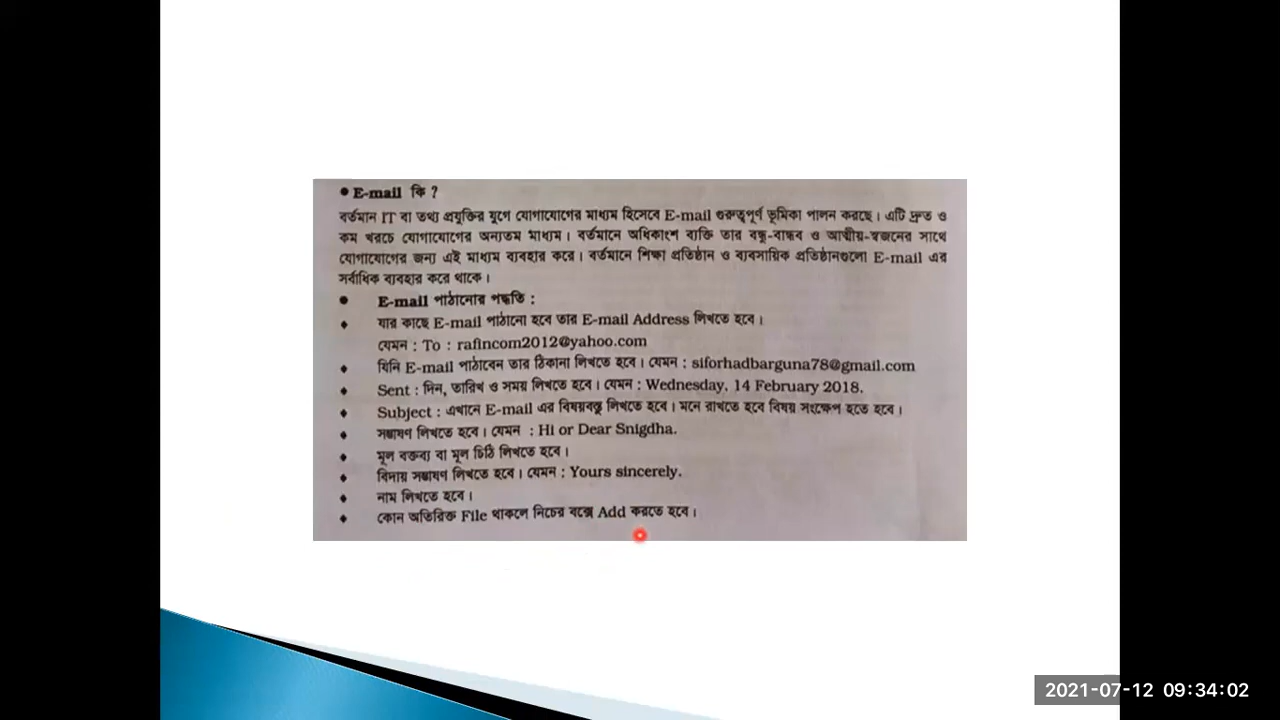 ● E-mail কি ?
বর্তমান IT বা তথ্য প্রযুক্তির যুগে যোগাযোগের মাধ্যম হিসেবে E-mail গুরুত্বপূর্ণ ভূমিকা পালন করছে। এটি দ্রুত ও
কম খরচে যোগাযোগের অন্যতম মাধ্যম। বর্তমানে অধিকাংশ ব্যক্তি তার বন্ধু-বান্ধব ও আত্মীয়-স্বজনের সাথে
যোগাযোগের জন্য এই মাধ্যম ব্যবহার করে। বর্তমানে শিক্ষা প্রতিষ্ঠান ও ব্যবসায়িক প্রতিষ্ঠানগুলো E-mail এর
সর্বাধিক ব্যবহার করে থাকে।
● E-mail পাঠানোর পদ্ধতি :
♦ যার কাছে E-mail পাঠানো হবে তার E-mail Address লিখতে হবে।
যেমন : To : rafincom2012@yahoo.com
♦ যিনি E-mail পাঠাবেন তার ঠিকানা লিখতে হবে। যেমন : siforhadbarguna78@gmail.com
♦ Sent : দিন, তারিখ ও সময় লিখতে হবে। যেমন : Wednesday, 14 February 2018.
♦ Subject : এখানে E-mail এর বিষয়বস্তু লিখতে হবে। মনে রাখতে হবে বিষয় সংক্ষেপ হতে হবে।
♦ সম্ভাষণ লিখতে হবে। যেমন : Hi or Dear Snigdha.
♦ মূল বক্তব্য বা মূল চিঠি লিখতে হবে।
♦ বিদায় সম্ভাষণ লিখতে হবে। যেমন : Yours sincerely.
♦ নাম লিখতে হবে।
♦ কোন অতিরিক্ত File থাকলে নিচের বক্সে Add করতে হবে।
2021-07-12 09:34:02